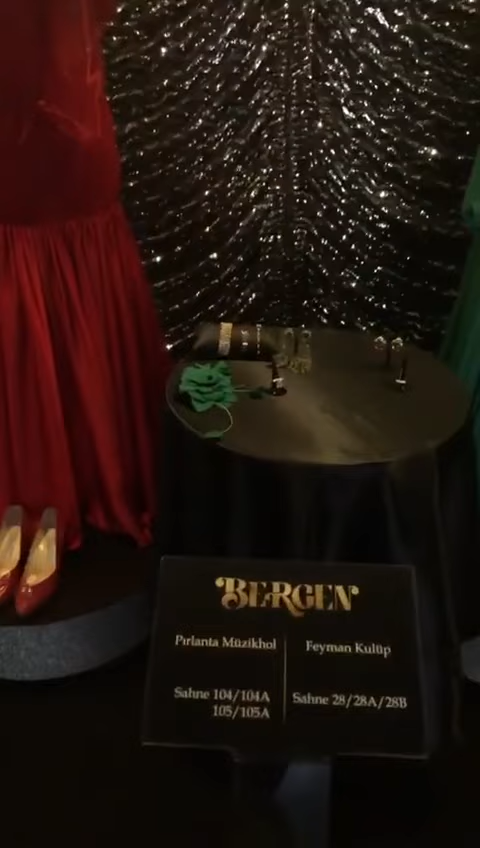 BERGEN
Pırlanta Müzikhol
Sahne 104/104A
105/105A
Feyman Kulüp
Sahne 28/28A/28B